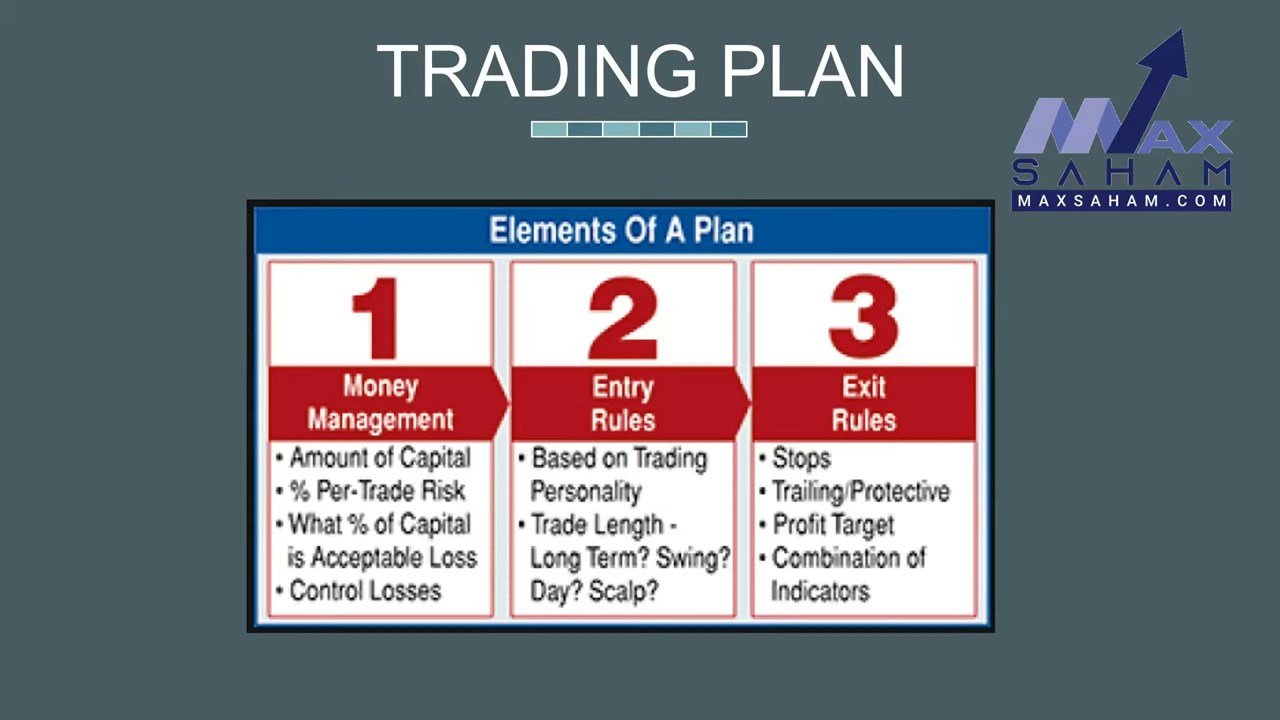 TRADING PLAN
MAX
SAHAM
MAXSAHAM.COM
Elements Of A Plan
1
Money
Management
• Amount of Capital
• % Per-Trade Risk
• What % of Capital
is Acceptable Loss
• Control Losses
2
Entry
Rules
• Based on Trading
Personality
• Trade Length -
Long Term? Swing?
Day? Scalp?
3
Exit
Rules
• Stops
• Trailing/Protective
• Profit Target
• Combination of
Indicators